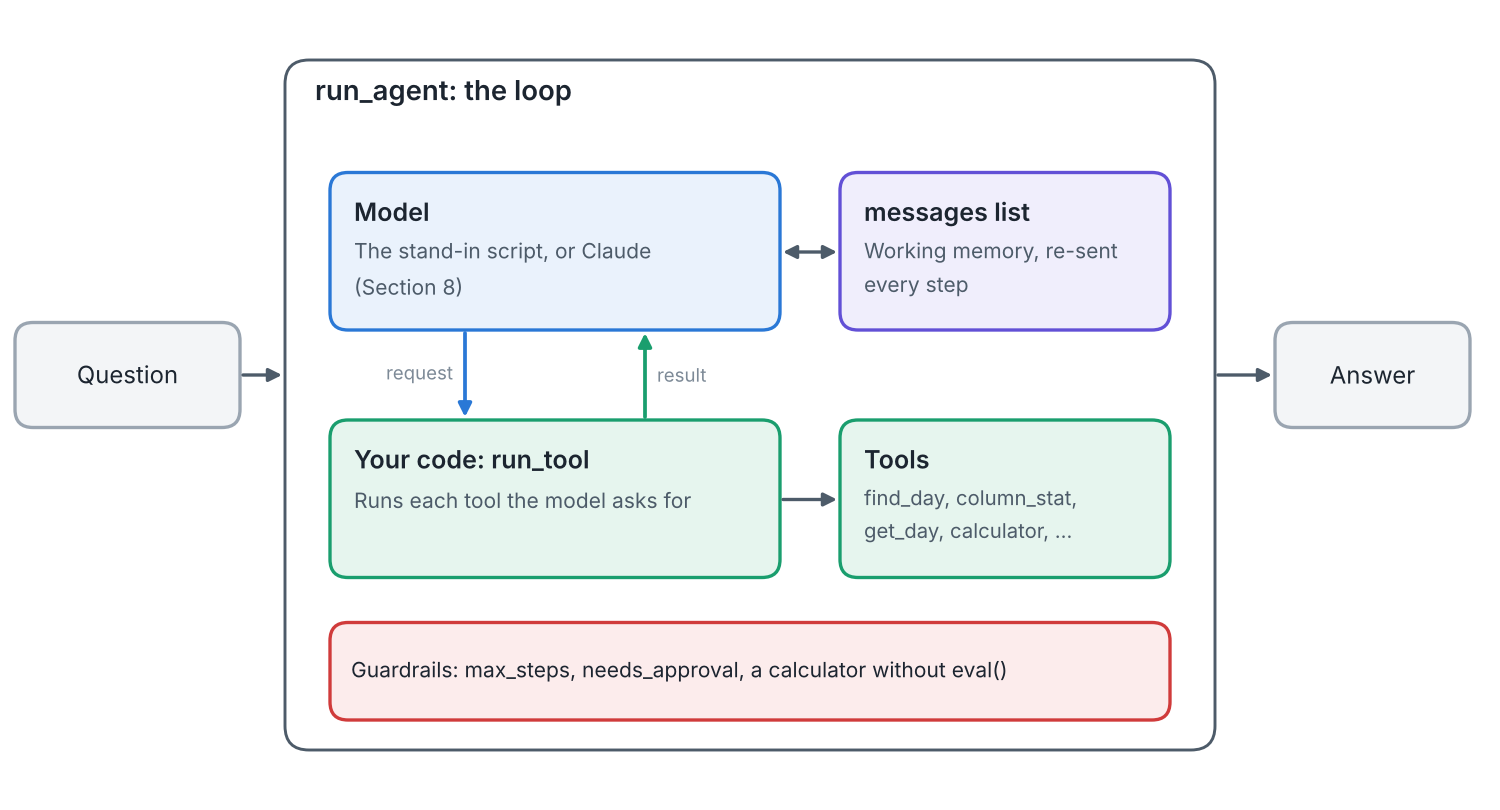 run_agent: the loop
Model
The stand-in script, or Claude
(Section 8)
messages list
Working memory, re-sent
every step
Question
request
result
Answer
Your code: run_tool
Runs each tool the model asks for
Tools
find_day, column_stat,
get_day, calculator, ...
Guardrails: max_steps, needs_approval, a calculator without eval()